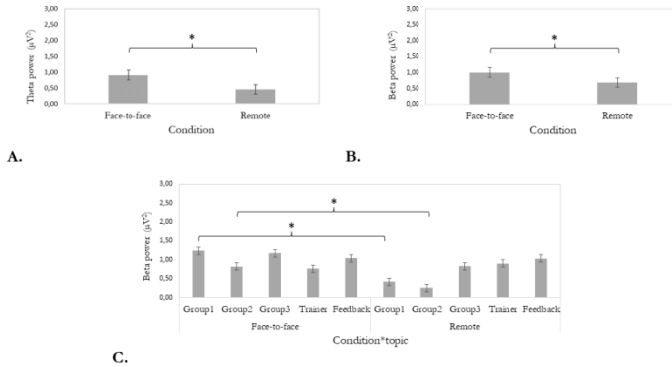 3,00
2,50
2,00
1,50
1,00
0,50
0,00
Theta power (µV²)
*
Face-to-face Remote
Condition
A.
3,00
2,50
2,00
1,50
1,00
0,50
0,00
Beta power (µV²)
*
Face-to-face Remote
Condition
B.
3,00
2,50
2,00
1,50
1,00
0,50
0,00
Beta power (µV²)
*
*
Group1 Group2 Group3 Trainer Feedback Group1 Group2 Group3 Trainer Feedback
Face-to-face Remote
Condition*topic
C.